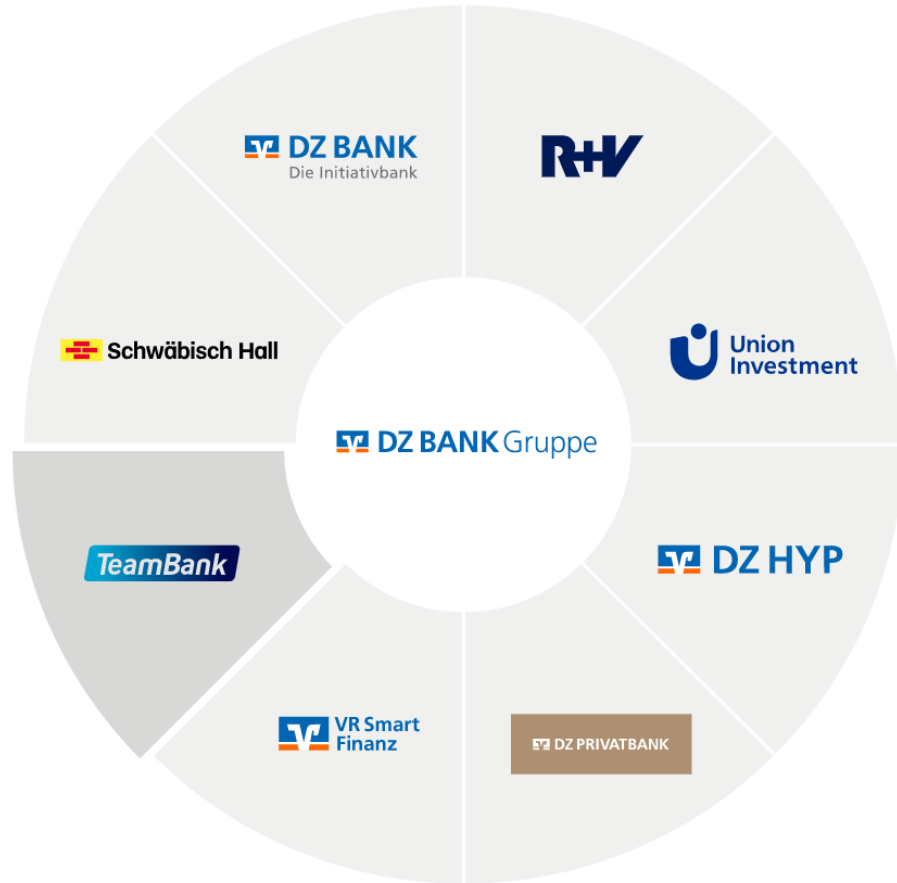 DZ BANK
Die Initiativbank
R+V
Schwäbisch Hall
Union
Investment
DZ BANK Gruppe
TeamBank
DZ HYP
VR Smart
Finanz
DZ PRIVATBANK